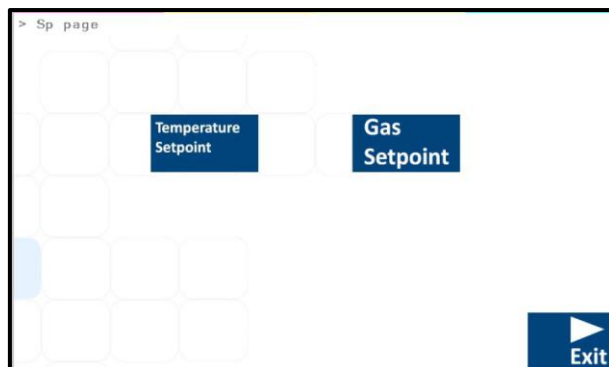 > Sp page
Temperature
Setpoint
Gas
Setpoint
Exit